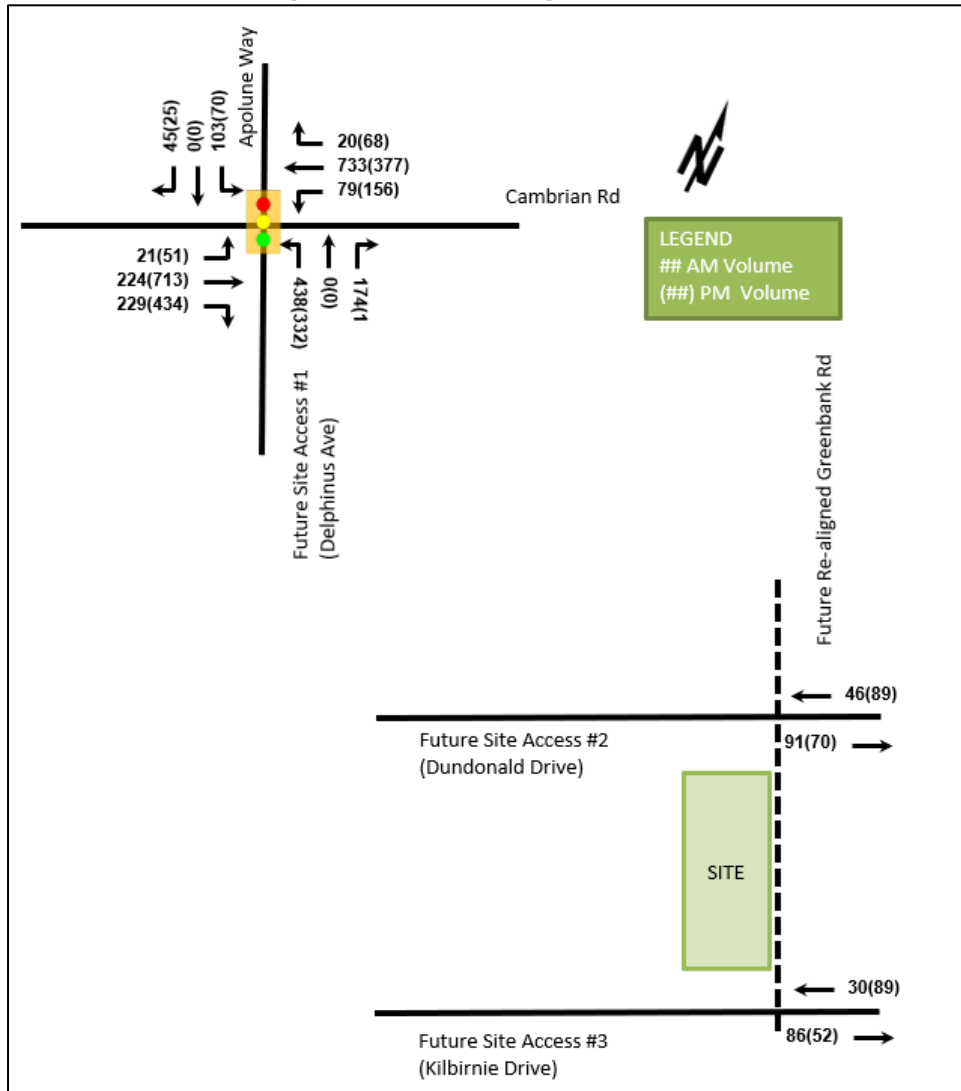 Apolune Way
45(25)
0(0)
103(70)
20(68)
733(377)
79(156)
Cambrian Rd
21(51)
224(713)
229(434)
438(332)
0(0)
174(1
N
LEGEND
## AM Volume
(##) PM Volume
Future Site Access #1
(Delphinus Ave)
Future Re-aligned Greenbank Rd
46(89)
Future Site Access #2
(Dundonald Drive)
91(70)
SITE
30(89)
Future Site Access #3
(Kilbirnie Drive)
86(52)